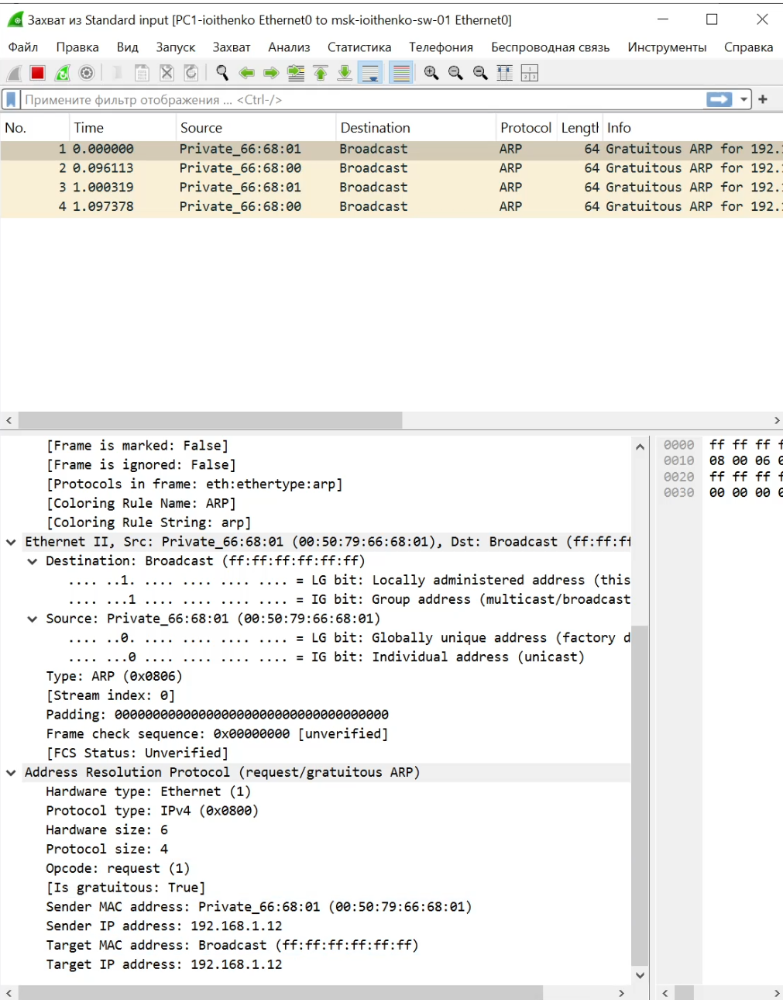 Захват из Standard input [PC1-ioithenko Ethernet0 to msk-ioithenko-sw-01 Ethernet0]
Файл Правка Вид Запуск Захват Анализ Статистика Телефония Беспроводная связь Инструменты Справка
Примените фильтр отображения ... <Ctrl-/>
No. Time Source Destination Protocol Lengtl Info
1 0.000000 Private_66:68:01 Broadcast ARP 64 Gratuitous ARP for 192.
2 0.096113 Private_66:68:00 Broadcast ARP 64 Gratuitous ARP for 192.
3 1.000319 Private_66:68:01 Broadcast ARP 64 Gratuitous ARP for 192.
4 1.097378 Private_66:68:00 Broadcast ARP 64 Gratuitous ARP for 192.
[Frame is marked: False]
[Frame is ignored: False]
[Protocols in frame: eth:ethertype:arp]
[Coloring Rule Name: ARP]
[Coloring Rule String: arp]
Ethernet II, Src: Private_66:68:01 (00:50:79:66:68:01), Dst: Broadcast (ff:ff:ff
Destination: Broadcast (ff:ff:ff:ff:ff:ff)
.... ..1. .... .... .... .... = LG bit: Locally administered address (this
.... ...1 .... .... .... .... = IG bit: Group address (multicast/broadcast
Source: Private_66:68:01 (00:50:79:66:68:01)
.... ..0. .... .... .... .... = LG bit: Globally unique address (factory d
.... ...0 .... .... .... .... = IG bit: Individual address (unicast)
Type: ARP (0x0806)
[Stream index: 0]
Padding: 000000000000000000000000000000000000
Frame check sequence: 0x00000000 [unverified]
[FCS Status: Unverified]
Address Resolution Protocol (request/gratuitous ARP)
Hardware type: Ethernet (1)
Protocol type: IPv4 (0x0800)
Hardware size: 6
Protocol size: 4
Opcode: request (1)
[Is gratuitous: True]
Sender MAC address: Private_66:68:01 (00:50:79:66:68:01)
Sender IP address: 192.168.1.12
Target MAC address: Broadcast (ff:ff:ff:ff:ff:ff)
Target IP address: 192.168.1.12
0000 ff ff ff f
0010 08 00 06 0
0020 ff ff ff f
0030 00 00 00 0